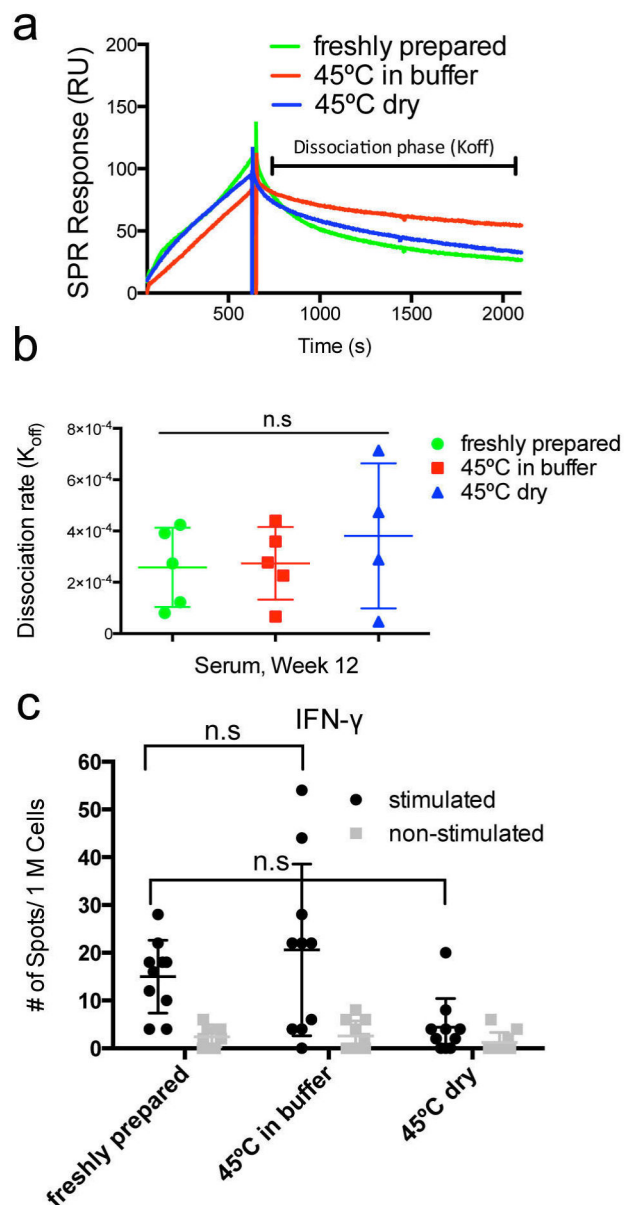 a
200
150
100
50
0
SPR Response (RU)
freshly prepared
45ºC in buffer
45ºC dry
Dissociation phase (Koff)
500
1000
1500
2000
Time (s)
b
8×10⁻⁴
6×10⁻⁴
4×10⁻⁴
2×10⁻⁴
0
Dissociation rate (Koff)
n.s
freshly prepared
45ºC in buffer
45ºC dry
Serum, Week 12
c
IFN-γ
60
50
40
30
20
10
0
# of Spots/ 1 M Cells
n.s
stimulated
non-stimulated
n.s
freshly prepared
45ºC in buffer
45ºC dry